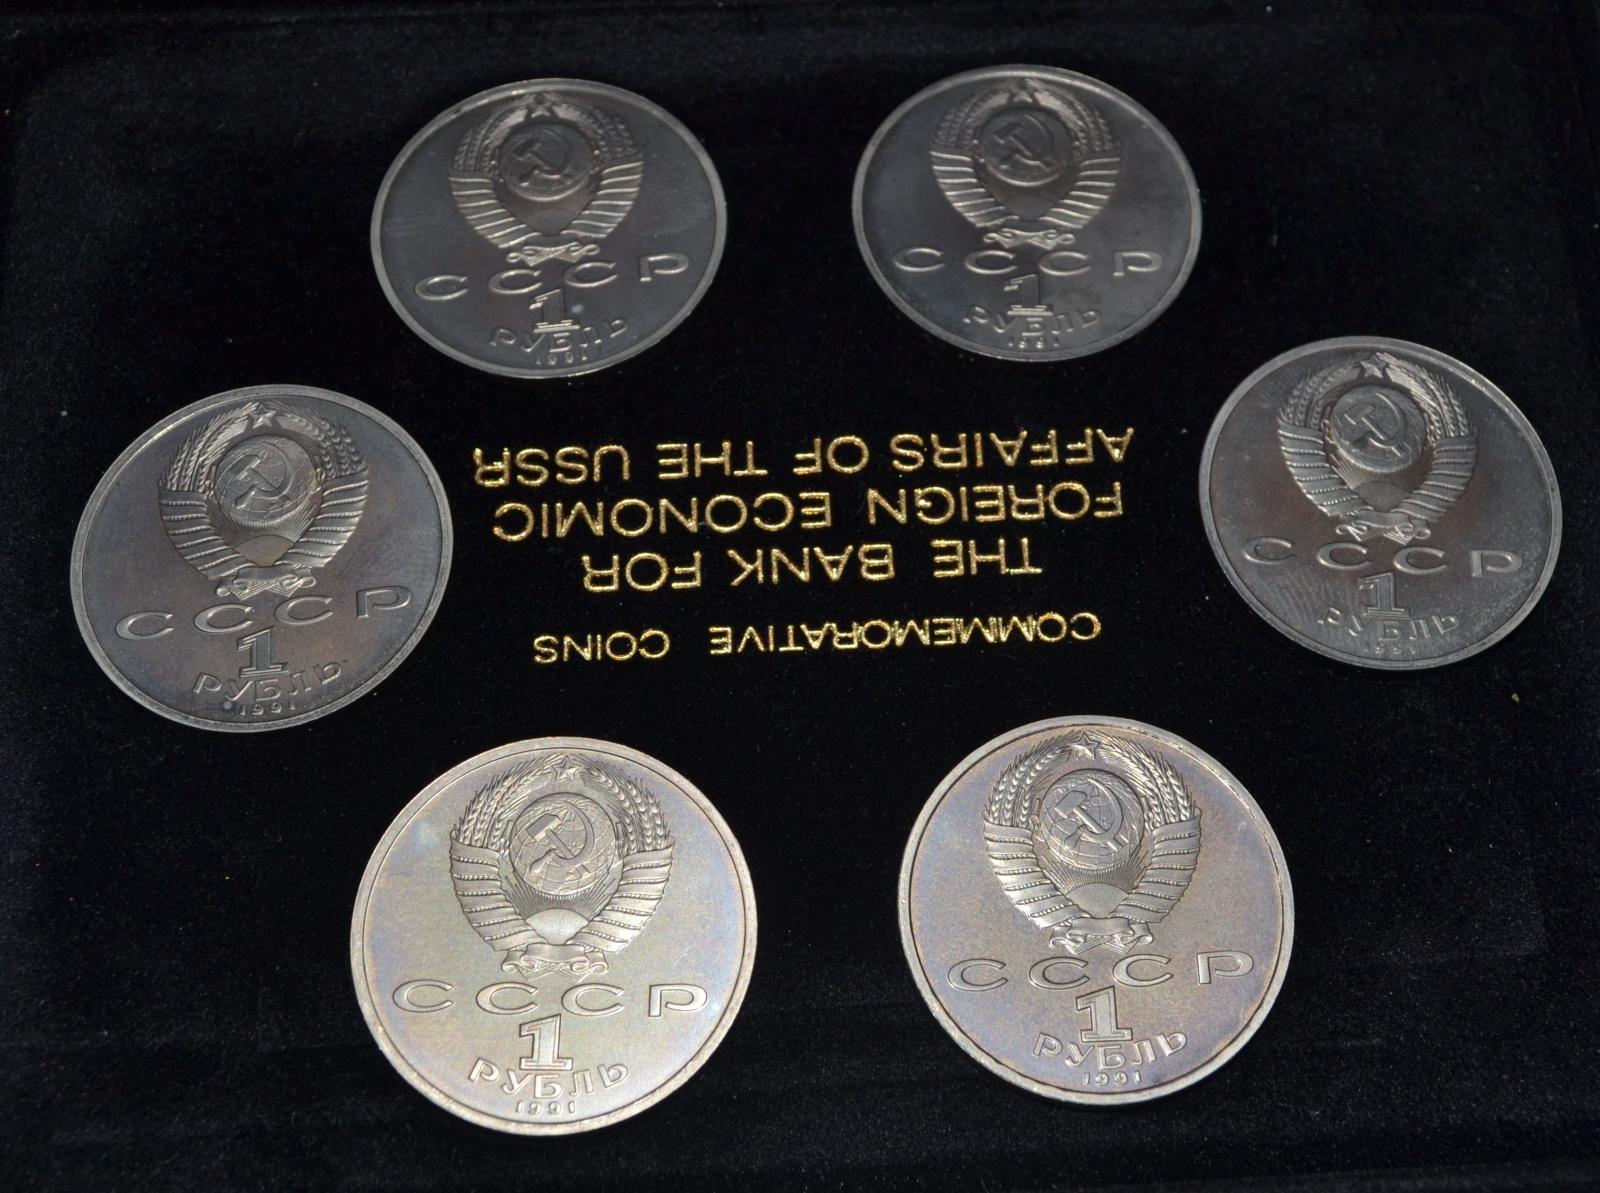 СССР
1
РУБЛЬ
1991
СССР
1
РУБЛЬ
1991
СССР
1
РУБЛЬ
1991
СССР
1
РУБЛЬ
1991
COMMEMORATIVE COINS
THE BANK FOR
FOREIGN ECONOMIC
AFFAIRS OF THE USSR
СССР
1
РУБЛЬ
1991
СССР
1
РУБЛЬ
1991